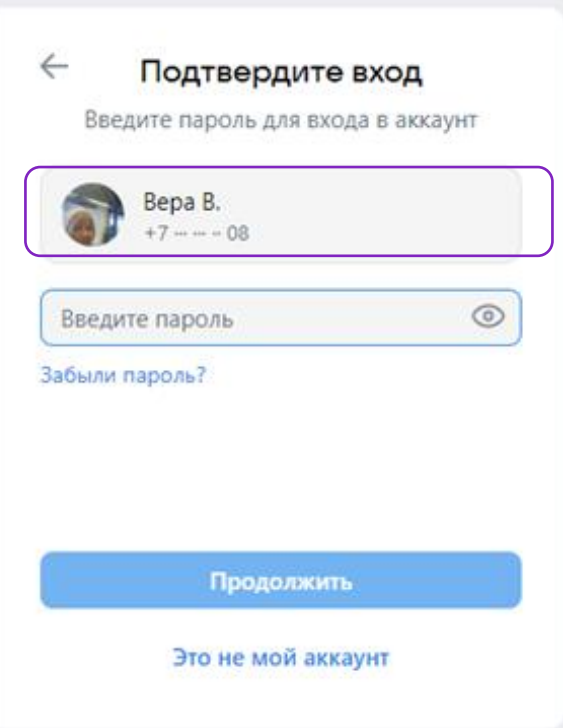 Подтвердите вход
Введите пароль для входа в аккаунт
Вера В.
+7 ··· ··· ·· 08
Введите пароль
Забыли пароль?
Продолжить
Это не мой аккаунт